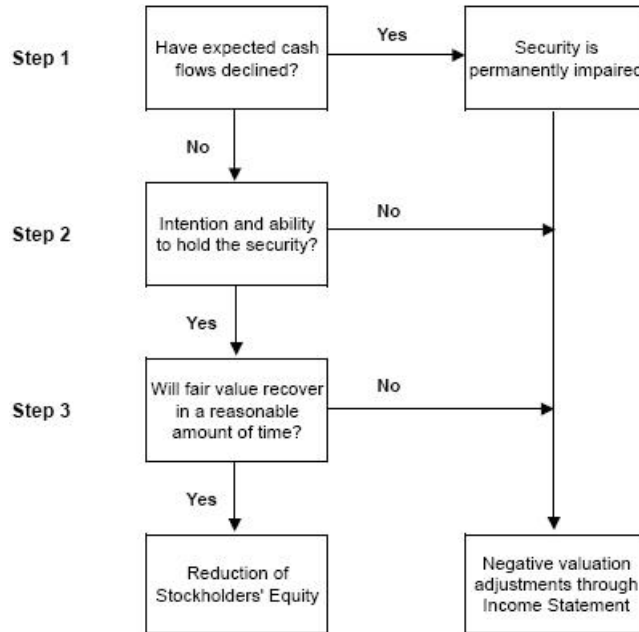 Step 1
Have expected cash
flows declined?
Yes
Security is
permanently impaired
No
Step 2
Intention and ability
to hold the security?
No
Yes
Step 3
Will fair value recover
in a reasonable
amount of time?
No
Yes
Reduction of
Stockholders' Equity
Negative valuation
adjustments through
Income Statement